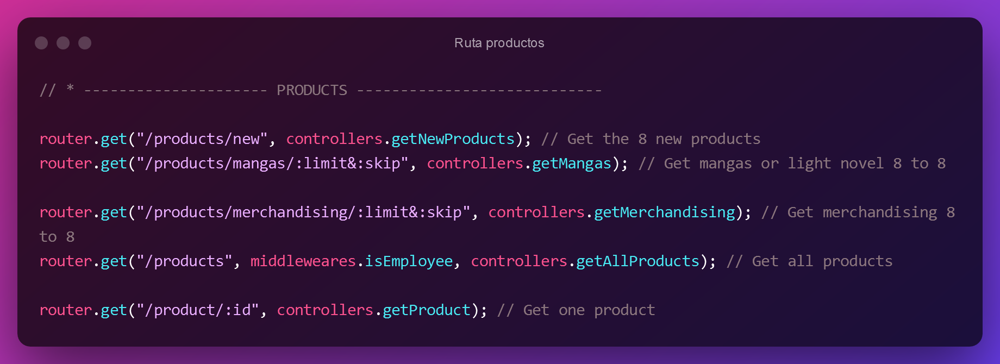 Ruta productos
// * --------------------- PRODUCTS ----------------------------
router.get("/products/new", controllers.getNewProducts); // Get the 8 new products
router.get("/products/mangas/:limit&:skip", controllers.getMangas); // Get mangas or light novel 8 to 8
router.get("/products/merchandising/:limit&:skip", controllers.getMerchandising); // Get merchandising 8
to 8
router.get("/products", middleweares.isEmployee, controllers.getAllProducts); // Get all products
router.get("/product/:id", controllers.getProduct); // Get one product